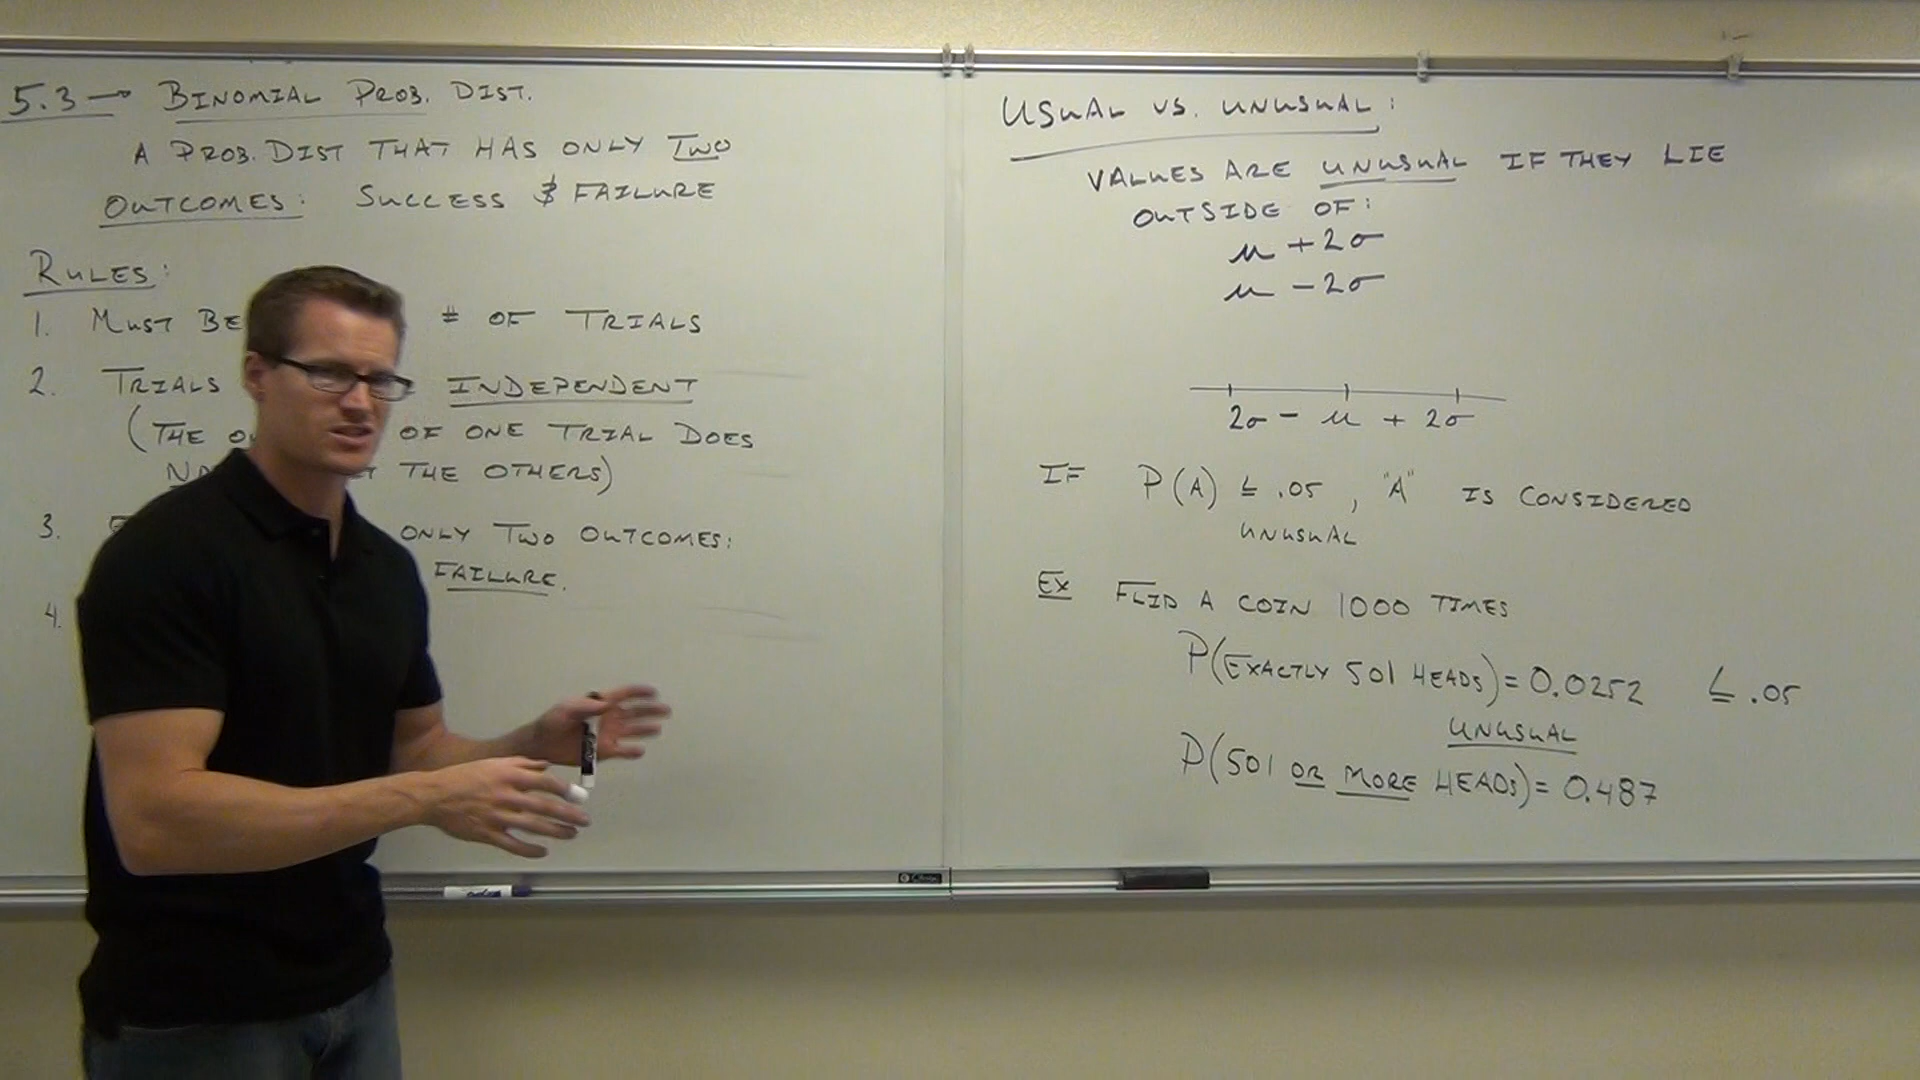 5.3 → BINOMIAL PROB. DIST.
A PROB. DIST THAT HAS ONLY TWO
OUTCOMES: SUCCESS & FAILURE
RULES:
1. MUST BE # OF TRIALS
2. TRIALS INDEPENDENT
(THE OF ONE TRIAL DOES
THE OTHERS)
3. ONLY TWO OUTCOMES:
FAILURE.
4.
USUAL VS. UNUSUAL:
VALUES ARE UNUSUAL IF THEY LIE
OUTSIDE OF:
μ + 2σ
μ - 2σ
2σ - μ + 2σ
IF P(A) ≤ .05, "A" IS CONSIDERED
UNUSUAL
EX FLIP A COIN 1000 TIMES
P(EXACTLY 501 HEADS) = 0.0252 ≤ .05
UNUSUAL
P(501 OR MORE HEADS) = 0.487